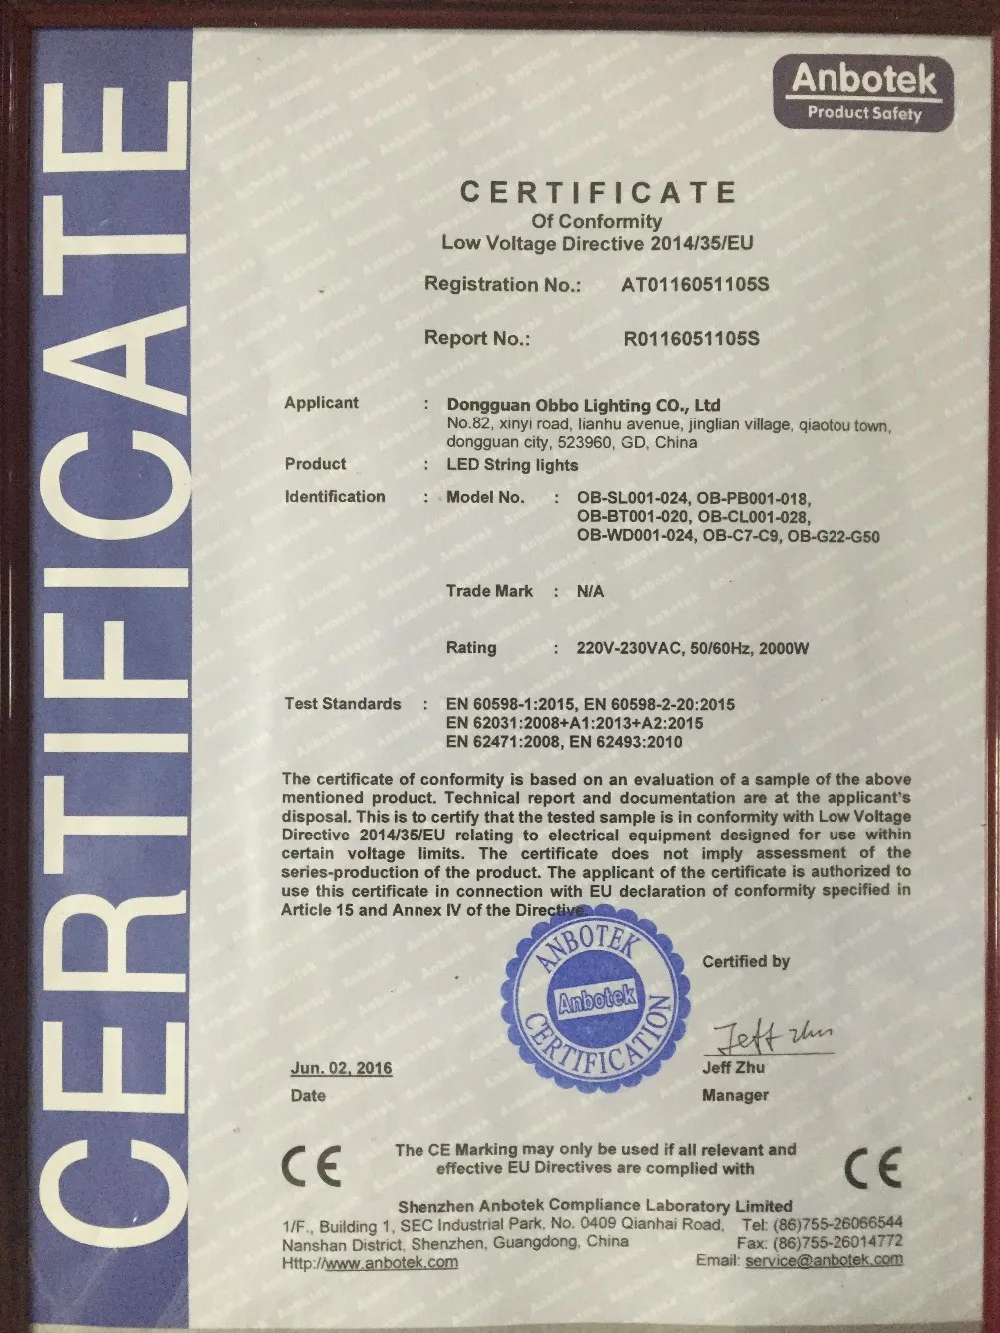 CERTIFICATE
Anbotek
Product Safety
CERTIFICATE
Of Conformity
Low Voltage Directive 2014/35/EU
Registration No.: AT0116051105S
Report No.: R0116051105S
Applicant : Dongguan Obbo Lighting CO., Ltd
No.82, xinyi road, lianhu avenue, jinglian village, qiaotou town,
dongguan city, 523960, GD, China
Product : LED String lights
Identification : Model No. : OB-SL001-024, OB-PB001-018,
OB-BT001-020, OB-CL001-028,
OB-WD001-024, OB-C7-C9, OB-G22-G50
Trade Mark : N/A
Rating : 220V-230VAC, 50/60Hz, 2000W
Test Standards : EN 60598-1:2015, EN 60598-2-20:2015
EN 62031:2008+A1:2013+A2:2015
EN 62471:2008, EN 62493:2010
The certificate of conformity is based on an evaluation of a sample of the above
mentioned product. Technical report and documentation are at the applicant's
disposal. This is to certify that the tested sample is in conformity with Low Voltage
Directive 2014/35/EU relating to electrical equipment designed for use within
certain voltage limits. The certificate does not imply assessment of the
series-production of the product. The applicant of the certificate is authorized to
use this certificate in connection with EU declaration of conformity specified in
Article 15 and Annex IV of the Directive.
ANBOTEK
Anbotek
CERTIFICATION
Certified by
Jeff Zhu
Jun. 02, 2016 Jeff Zhu
Date Manager
CE The CE Marking may only be used if all relevant and CE
effective EU Directives are complied with
Shenzhen Anbotek Compliance Laboratory Limited
1/F., Building 1, SEC Industrial Park, No. 0409 Qianhai Road, Tel: (86)755-26066544
Nanshan District, Shenzhen, Guangdong, China Fax: (86)755-26014772
Http://www.anbotek.com Email: service@anbotek.com